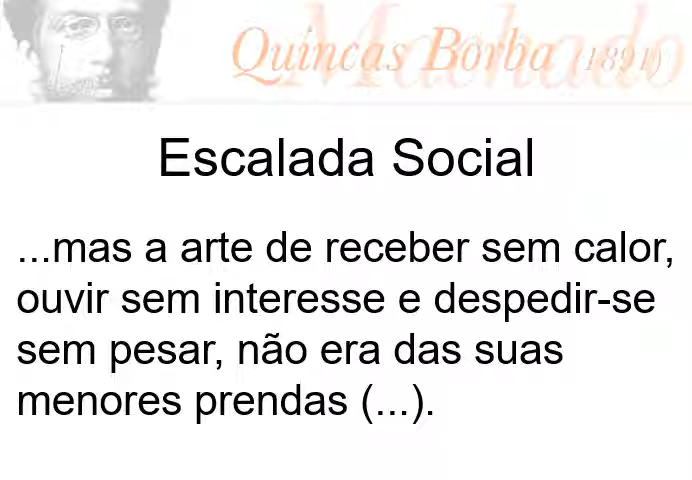 Machado
Quincas Borba (1891)
Escalada Social
...mas a arte de receber sem calor,
ouvir sem interesse e despedir-se
sem pesar, não era das suas
menores prendas (...).